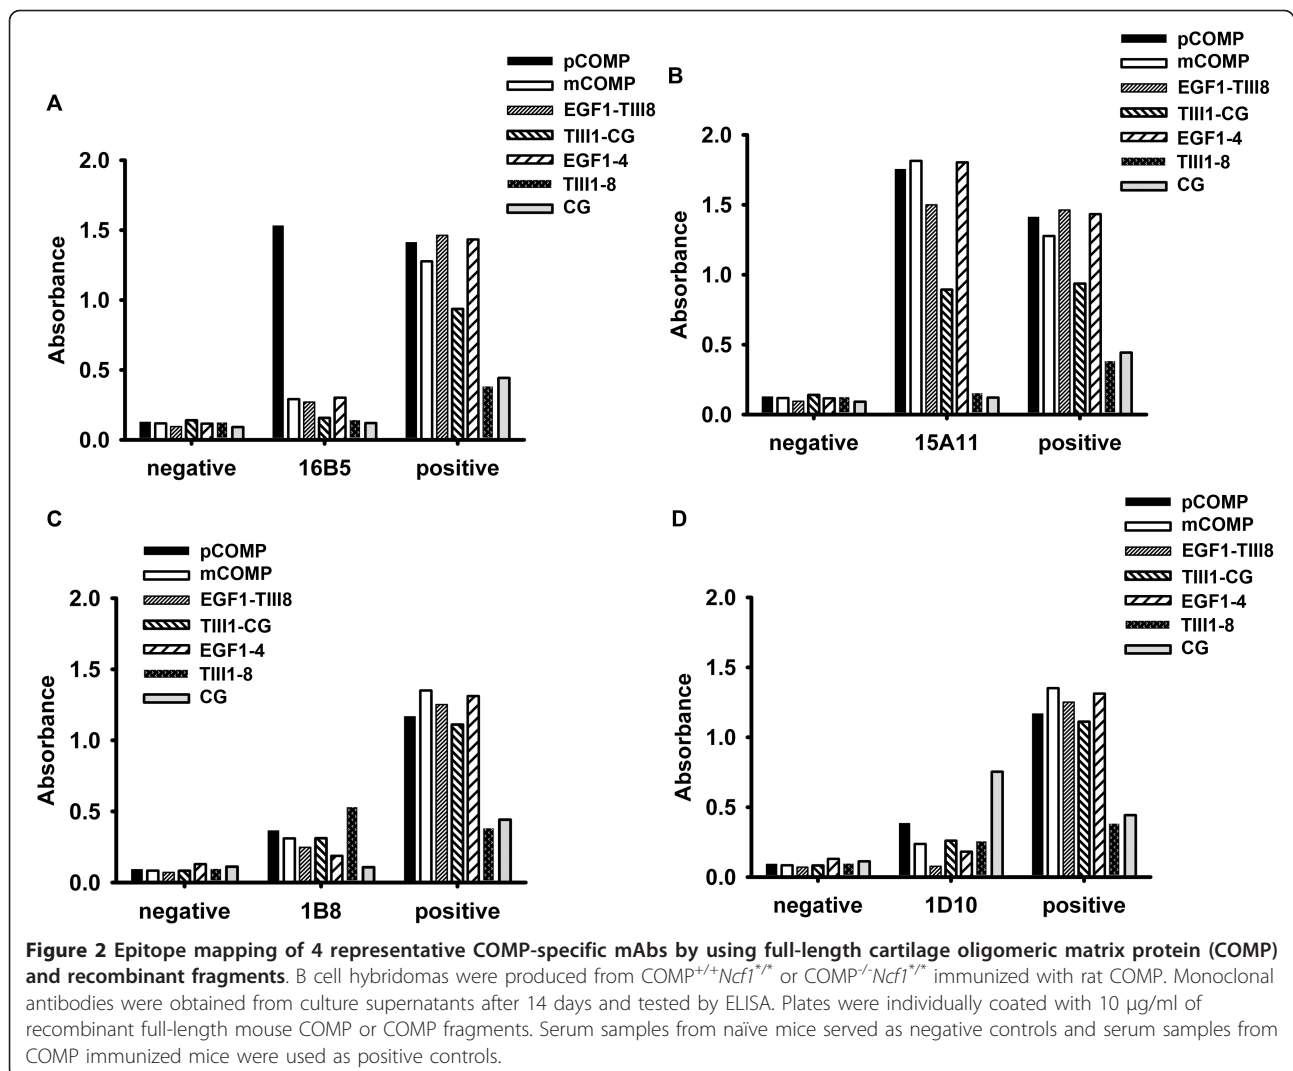 A
pCOMP
mCOMP
EGF1-TIII8
TIII1-CG
EGF1-4
TIII1-8
CG
Absorbance
2.0
1.5
1.0
0.5
0.0
negative 16B5 positive
B
pCOMP
mCOMP
EGF1-TIII8
TIII1-CG
EGF1-4
TIII1-8
CG
Absorbance
2.0
1.5
1.0
0.5
0.0
negative 15A11 positive
C
pCOMP
mCOMP
EGF1-TIII8
TIII1-CG
EGF1-4
TIII1-8
CG
Absorbance
2.0
1.5
1.0
0.5
0.0
negative 1B8 positive
D
pCOMP
mCOMP
EGF1-TIII8
TIII1-CG
EGF1-4
TIII1-8
CG
Absorbance
2.0
1.5
1.0
0.5
0.0
negative 1D10 positive
Figure 2 Epitope mapping of 4 representative COMP-specific mAbs by using full-length cartilage oligomeric matrix protein (COMP)
and recombinant fragments. B cell hybridomas were produced from COMP+/+Ncf1*/* or COMP-/-Ncf1*/* immunized with rat COMP. Monoclonal
antibodies were obtained from culture supernatants after 14 days and tested by ELISA. Plates were individually coated with 10 μg/ml of
recombinant full-length mouse COMP or COMP fragments. Serum samples from naïve mice served as negative controls and serum samples from
COMP immunized mice were used as positive controls.